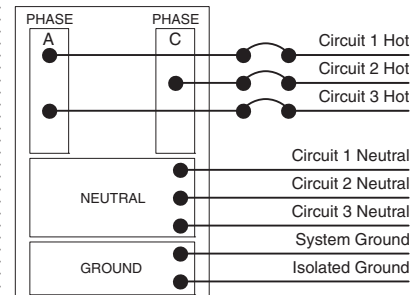 PHASE PHASE
A C
Circuit 1 Hot
Circuit 2 Hot
Circuit 3 Hot
NEUTRAL
Circuit 1 Neutral
Circuit 2 Neutral
Circuit 3 Neutral
GROUND
System Ground
Isolated Ground